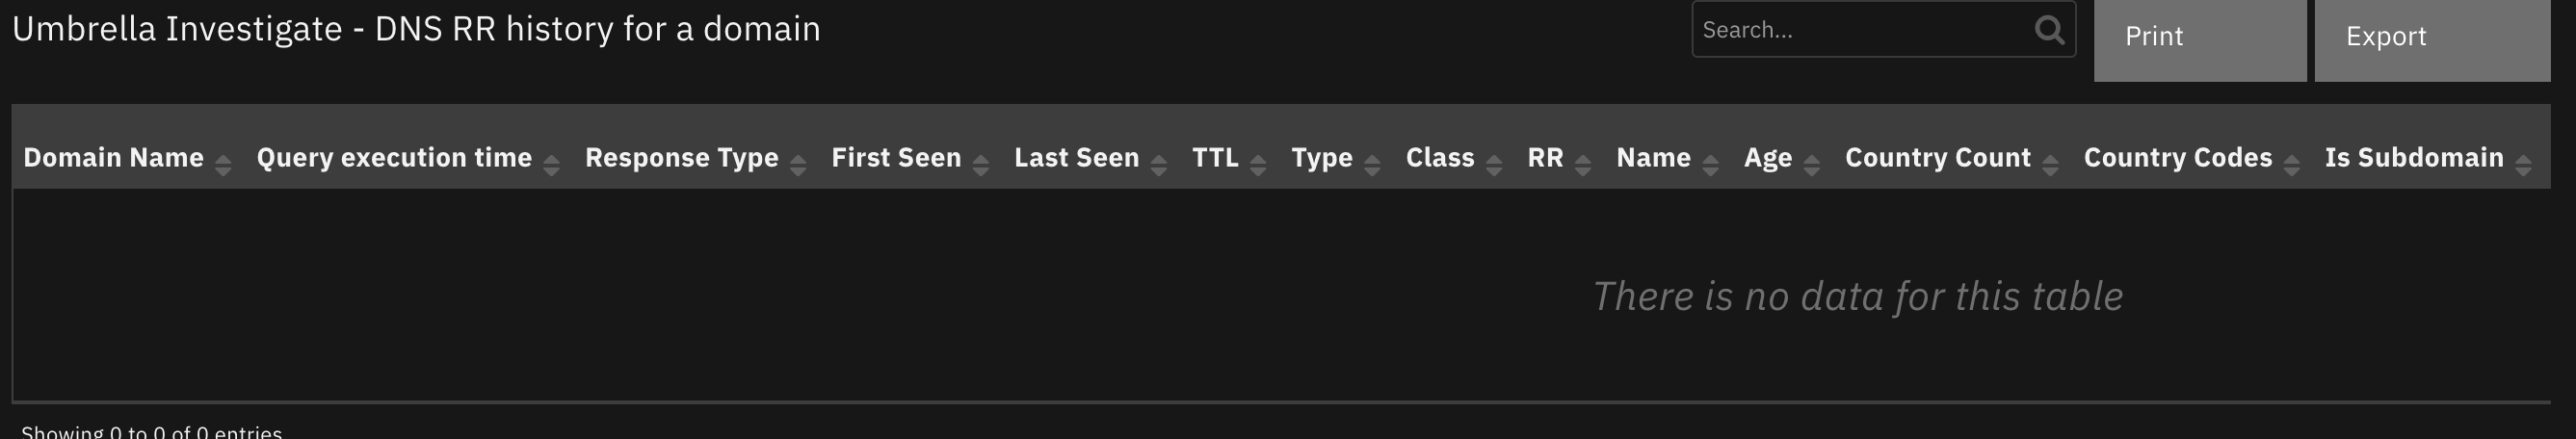 Umbrella Investigate - DNS RR history for a domain
Search...
Print
Export
Domain Name Query execution time Response Type First Seen Last Seen TTL Type Class RR Name Age Country Count Country Codes Is Subdomain
There is no data for this table
Showing 0 to 0 of 0 entries